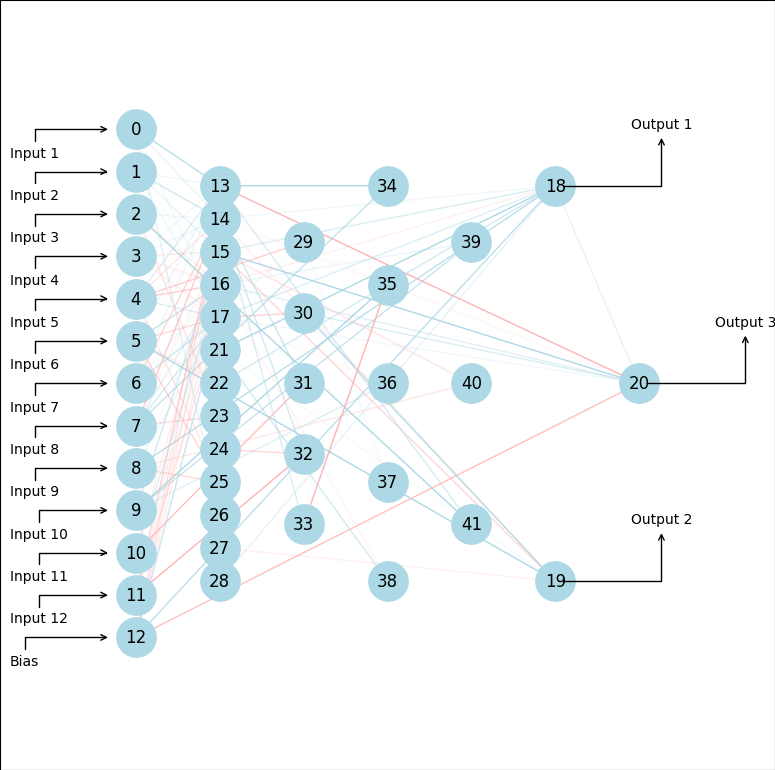 Input 1
Input 2
Input 3
Input 4
Input 5
Input 6
Input 7
Input 8
Input 9
Input 10
Input 11
Input 12
Bias
0
1
2
3
4
5
6
7
8
9
10
11
12
13
14
15
16
17
21
22
23
24
25
26
27
28
29
30
31
32
33
34
35
36
37
38
39
40
41
18
19
20
Output 1
Output 3
Output 2